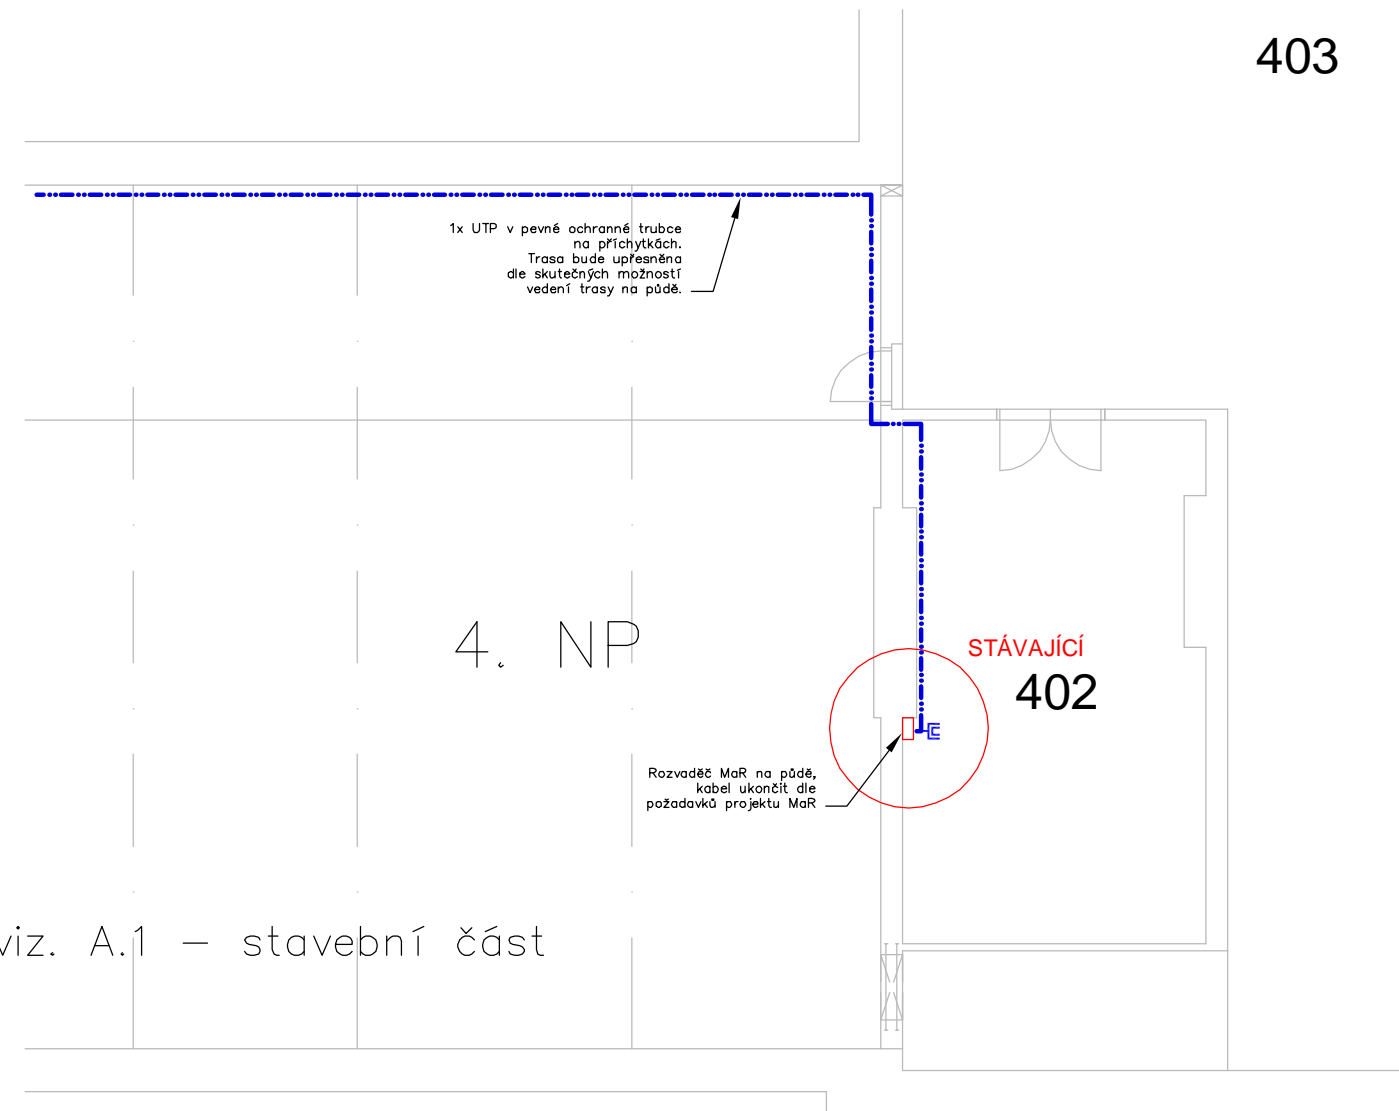 403
1x UTP v pevné ochranné trubce
na příchytkách.
Trasa bude upřesněna
dle skutečných možností
vedení trasy na půdě.
4. NP
STÁVAJÍCÍ
402
Rozvaděč MaR na půdě,
kabel ukončit dle
požadavků projektu MaR
viz. A.1 – stavební část